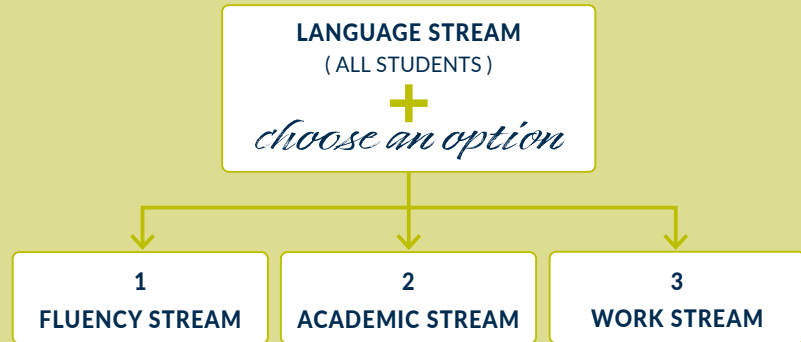 LANGUAGE STREAM
( ALL STUDENTS )
+
choose an option
1
FLUENCY STREAM
2
ACADEMIC STREAM
3
WORK STREAM